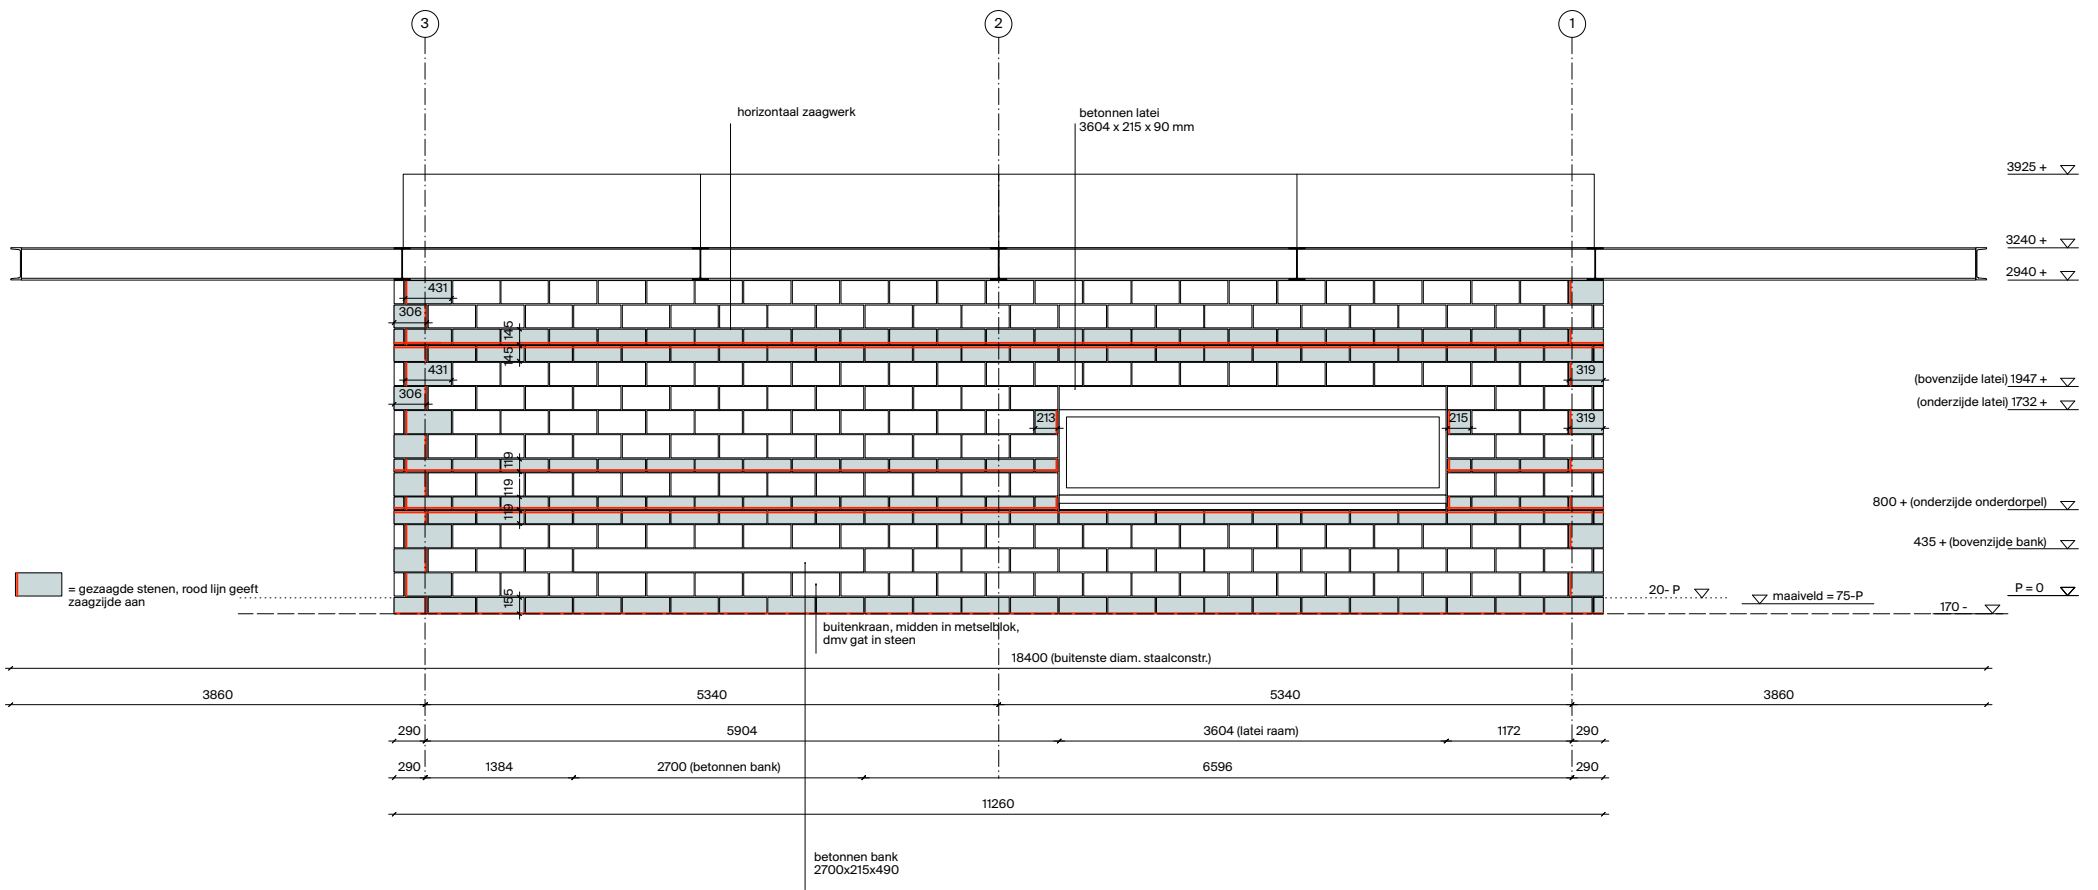 3
2
1
horizontaal zaagwerk
betonnen latei
3604 x 215 x 90 mm
3925 +
3240 +
2940 +
431
306
145
145
431
319
306
(bovenzijde latei) 1947 +
(onderzijde latei) 1732 +
213
215
319
119
119
119
800 + (onderzijde onderdorpel)
435 + (bovenzijde bank)
= gezaagde stenen, rood lijn geeft
zaagzijde aan
155
20- P
maaiveld = 75-P
P = 0
170 -
buitenkraan, midden in metselblok,
dmv gat in steen
18400 (buitenste diam. staalconstr.)
3860
5340
5340
3860
290
5904
3604 (latei raam)
1172
290
290
1384
2700 (betonnen bank)
6596
290
11260
betonnen bank
2700x215x490